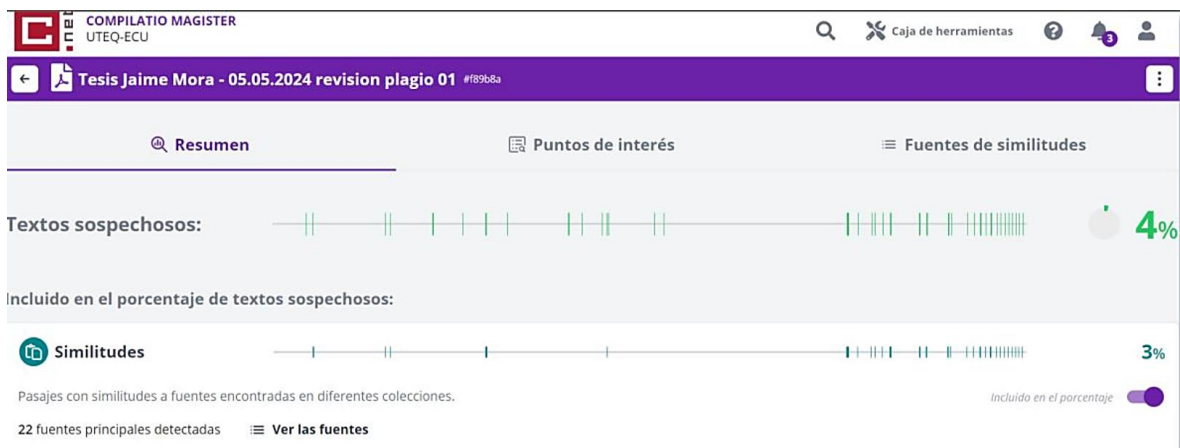 COMPILATIO MAGISTER
UTEQ-ECU
Caja de herramientas
3
Tesis Jaime Mora - 05.05.2024 revision plagio 01 #f89b8a
Resumen
Puntos de interés
Fuentes de similitudes
Textos sospechosos:
4%
Incluido en el porcentaje de textos sospechosos:
Similitudes
3%
Pasajes con similitudes a fuentes encontradas en diferentes colecciones.
Incluido en el porcentaje
22 fuentes principales detectadas
Ver las fuentes